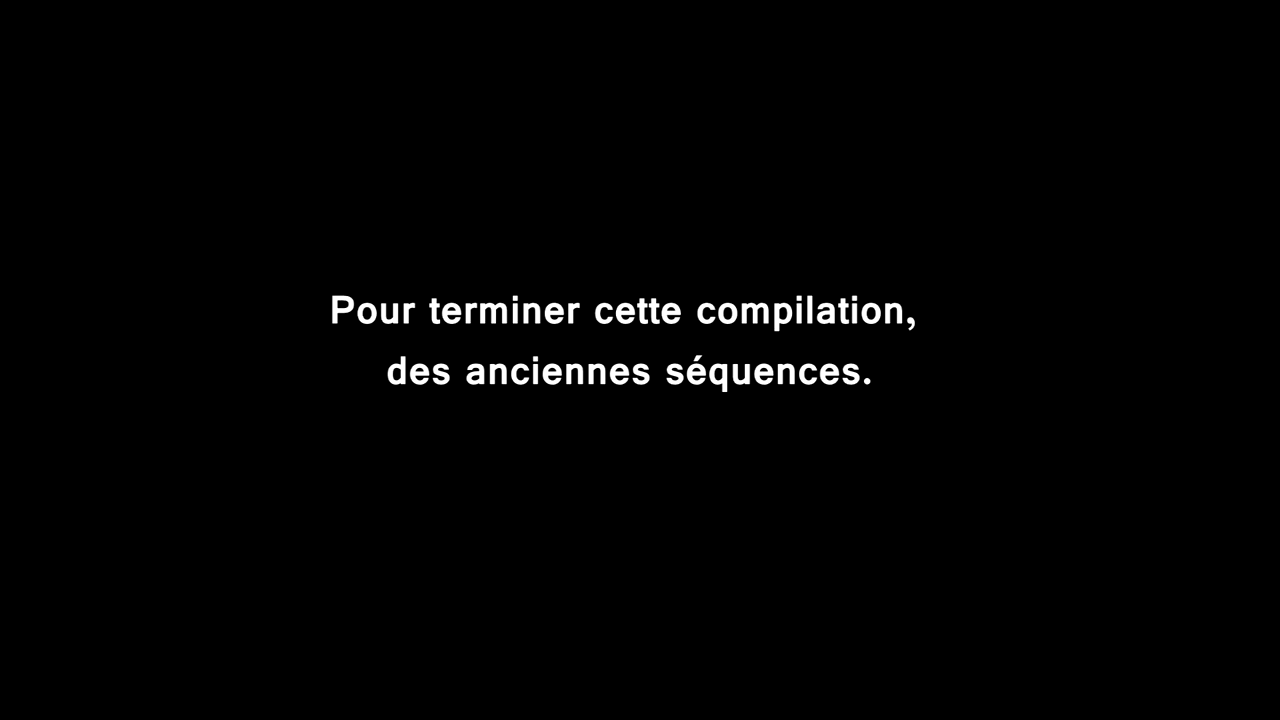 Pour terminer cette compilation,
des anciennes séquences.